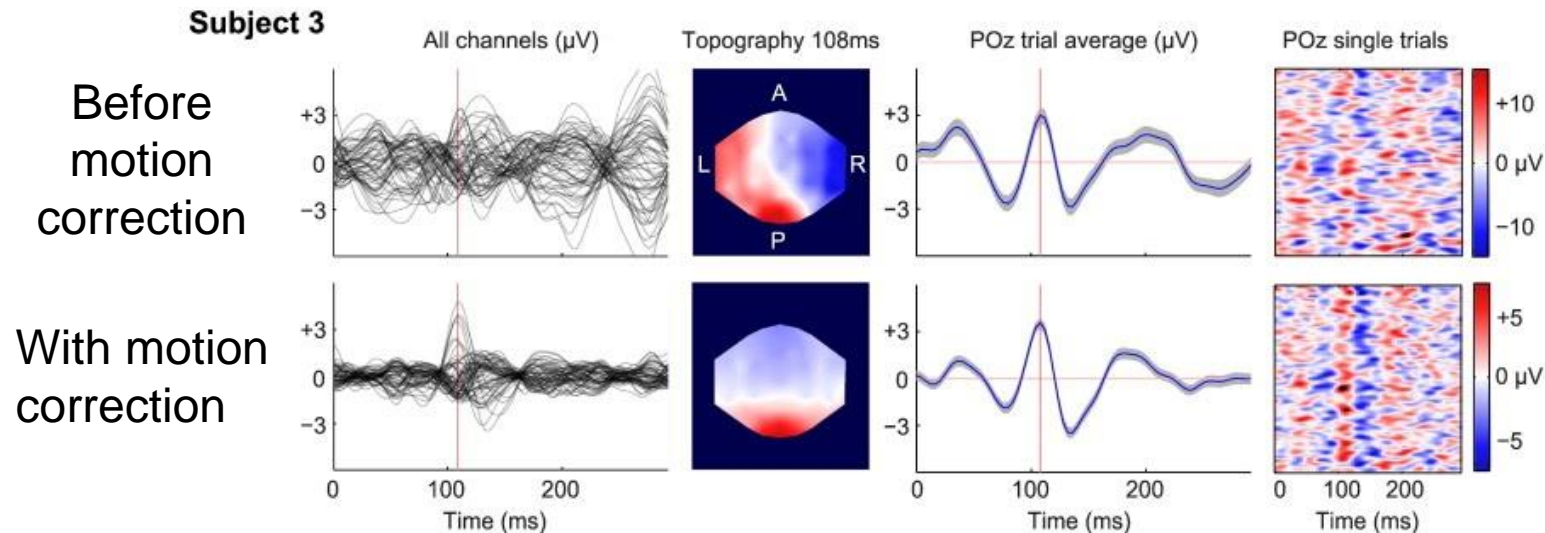 Subject 3
All channels (µV)
Topography 108ms
POz trial average (µV)
POz single trials
Before
motion
correction
+3
0
−3
A
L
R
P
+3
0
−3
+10
0 µV
−10
With motion
correction
+3
0
−3
0
100
200
Time (ms)
+3
0
−3
0
100
200
Time (ms)
0
100
200
Time (ms)
+5
0 µV
−5